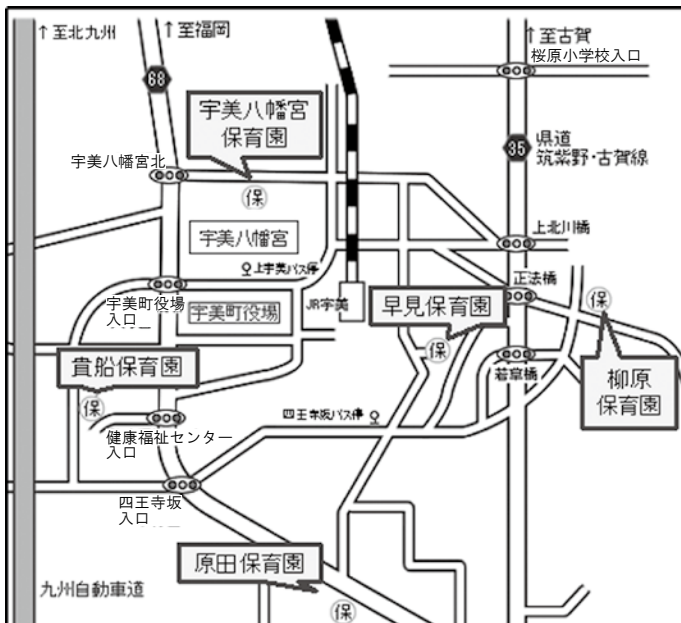 ↑至北九州
↑至福岡
↑至古賀
桜原小学校入口
68
宇美八幡宮
保育園
35
県道
筑紫野・古賀線
宇美八幡宮北
保
宇美八幡宮
上北川橋
上宇美バス停
正法橋
宇美町役場
入口
宇美町役場
JR宇美
早見保育園
保
保
貴船保育園
若草橋
柳原
保育園
保
四王寺坂バス停
健康福祉センター
入口
四王寺坂
入口
原田保育園
九州自動車道
保